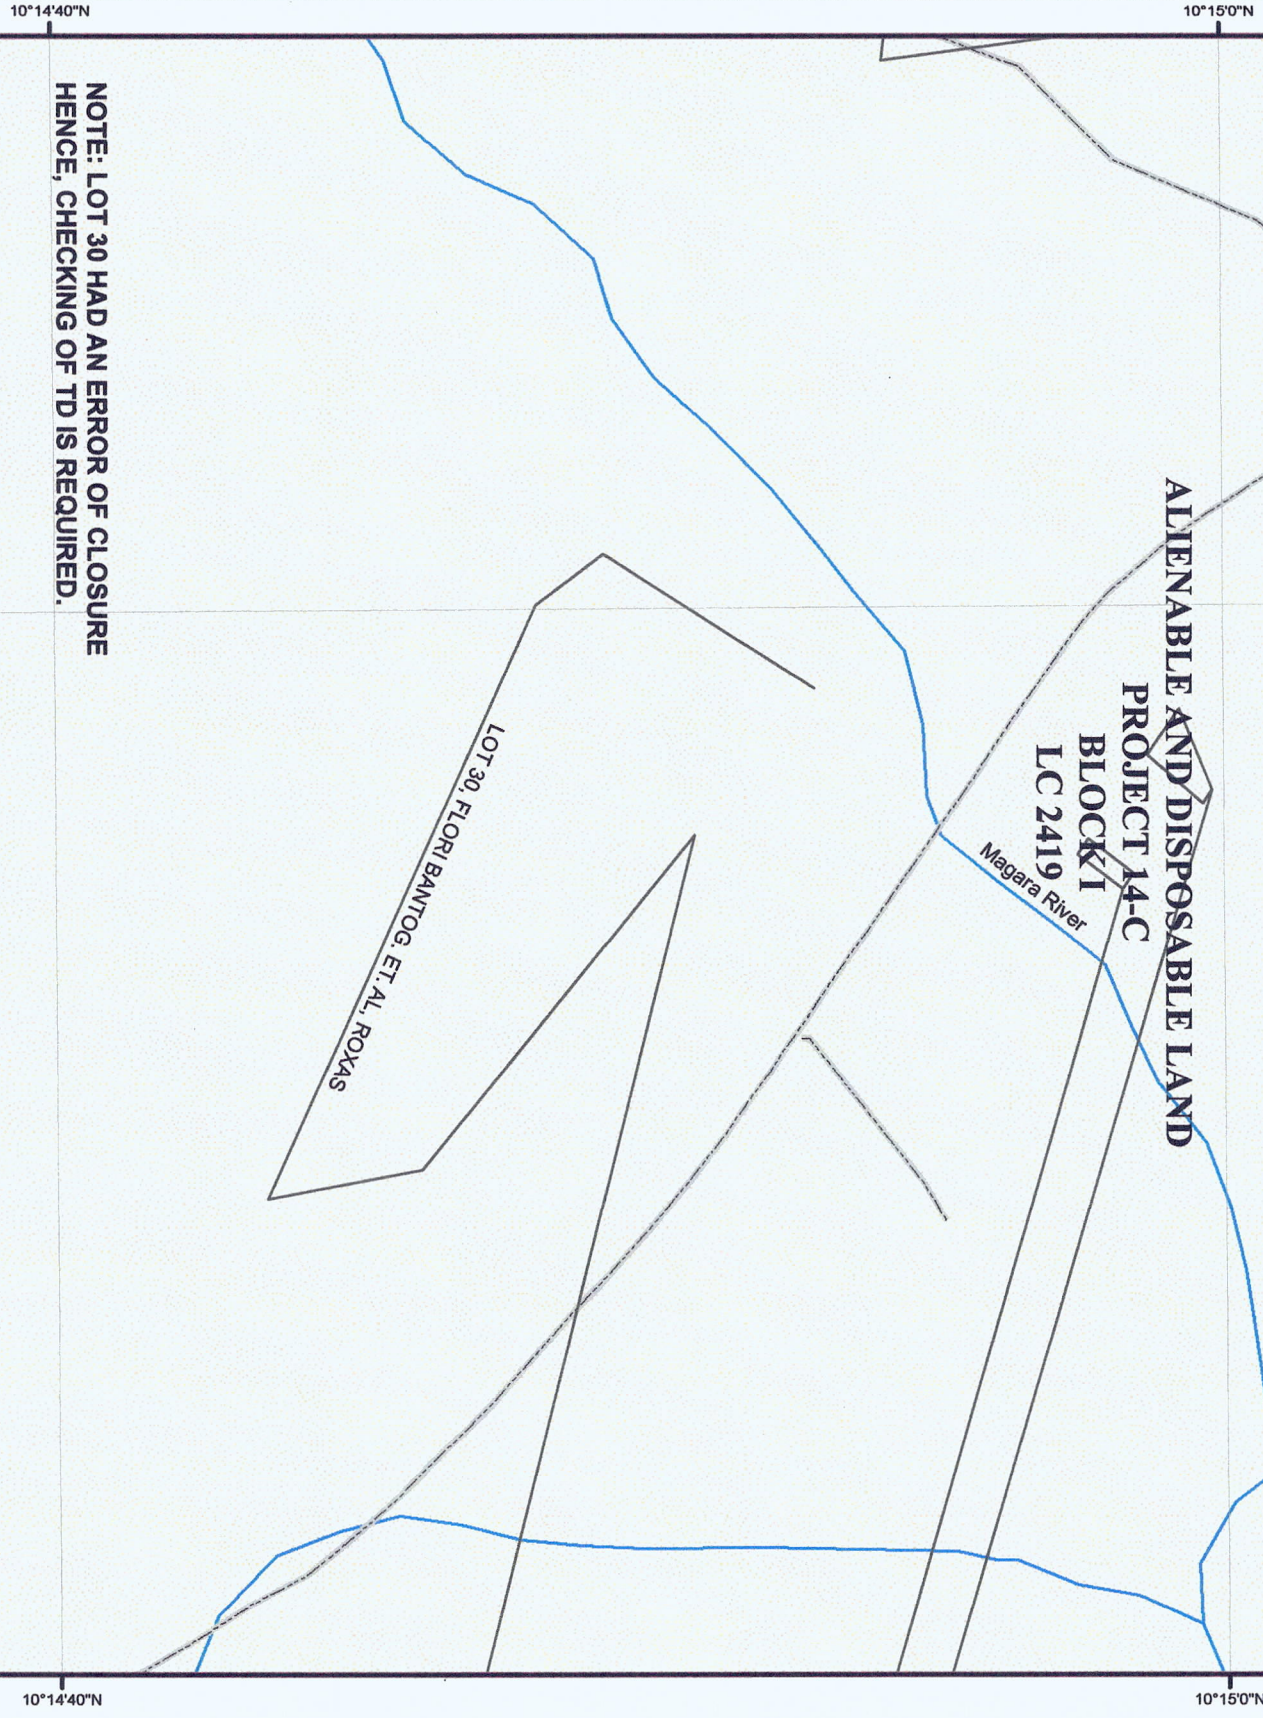 10°14'40"N
10°15'0"N
NOTE: LOT 30 HAD AN ERROR OF CLOSURE
HENCE, CHECKING OF TD IS REQUIRED.
ALIENABLE AND DISPOSABLE LAND
PROJECT 14-C
BLOCK I
LC 2419
Magara River
LOT 30, FLORI BANTOG. ET. AL, ROXAS
10°14'40"N
10°15'0"N